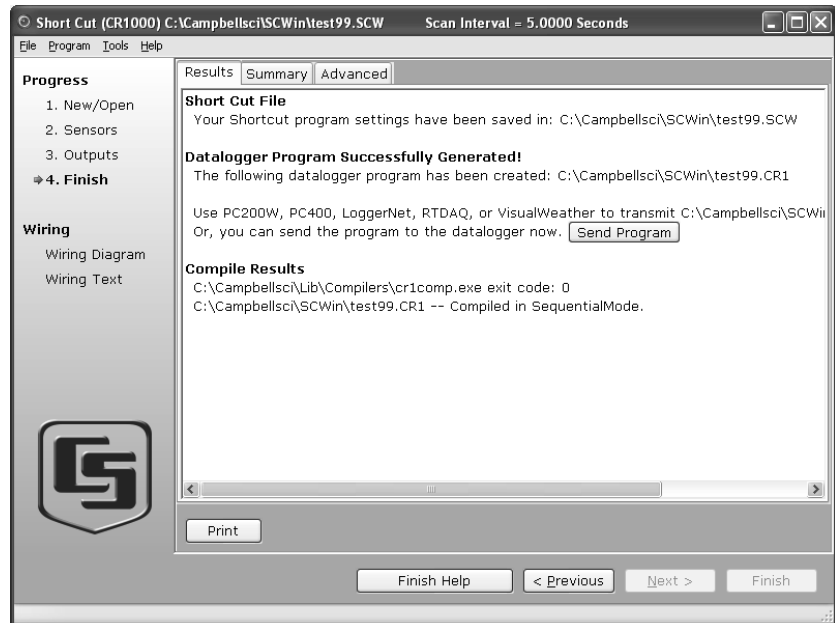 Short Cut (CR1000) C:\Campbellsci\SCWin\test99.SCW Scan Interval = 5.0000 Seconds
File Program Tools Help
Progress
1. New/Open
2. Sensors
3. Outputs
4. Finish
Wiring
Wiring Diagram
Wiring Text
Results Summary Advanced
Short Cut File
Your Shortcut program settings have been saved in: C:\Campbellsci\SCWin\test99.SCW
Datalogger Program Successfully Generated!
The following datalogger program has been created: C:\Campbellsci\SCWin\test99.CR1
Use PC200W, PC400, LoggerNet, RTDAQ, or VisualWeather to transmit C:\Campbellsci\SCWi
Or, you can send the program to the datalogger now. Send Program
Compile Results
C:\Campbellsci\Lib\Compilers\cr1comp.exe exit code: 0
C:\Campbellsci\SCWin\test99.CR1 -- Compiled in SequentialMode.
Print
Finish Help < Previous Next > Finish